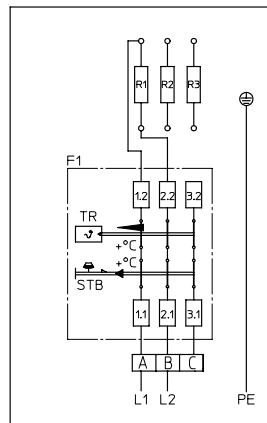 R1 R2 R3
F1
1.2 2.2 3.2
TR
+°C
+°C
STB
1.1 2.1 3.1
A B C
L1 L2 PE